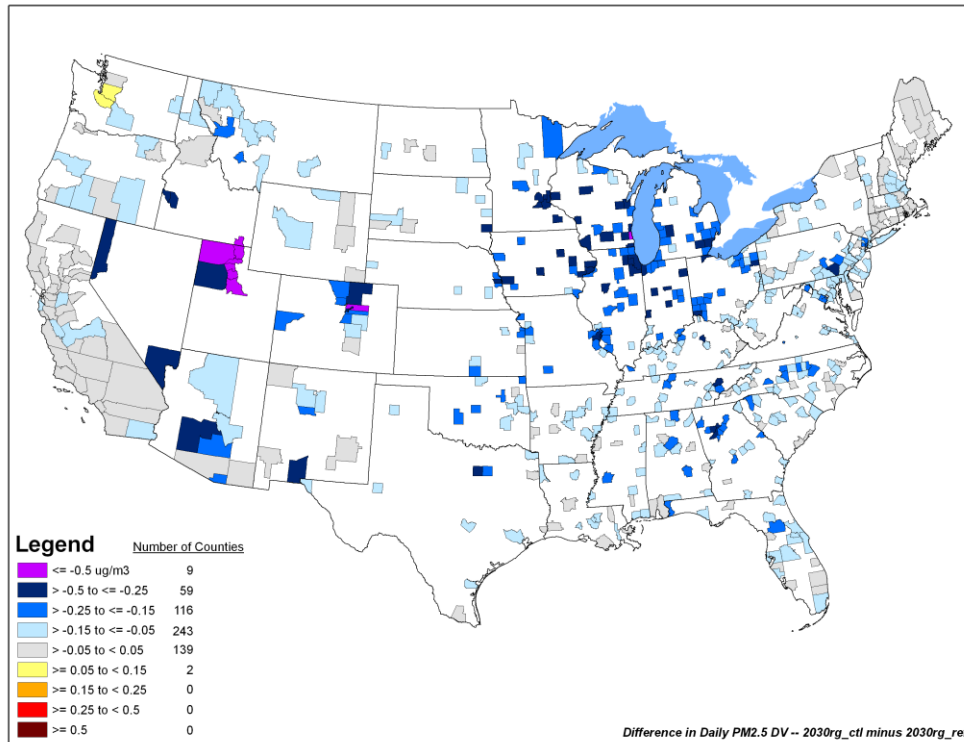 Legend Number of Counties
<= -0.5 ug/m3 9
> -0.5 to <= -0.25 59
> -0.25 to <= -0.15 116
> -0.15 to <= -0.05 243
> -0.05 to < 0.05 139
>= 0.05 to < 0.15 2
>= 0.15 to < 0.25 0
>= 0.25 to < 0.5 0
>= 0.5 0
Difference in Daily PM2.5 DV -- 2030rg_ctl minus 2030rg_re